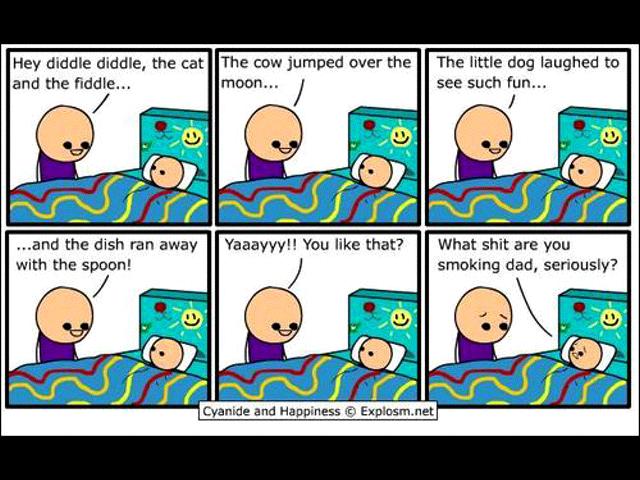 Hey diddle diddle, the cat
and the fiddle...
The cow jumped over the
moon...
The little dog laughed to
see such fun...
...and the dish ran away
with the spoon!
Yaaayyy!! You like that?
What shit are you
smoking dad, seriously?
Cyanide and Happiness © Explosm.net